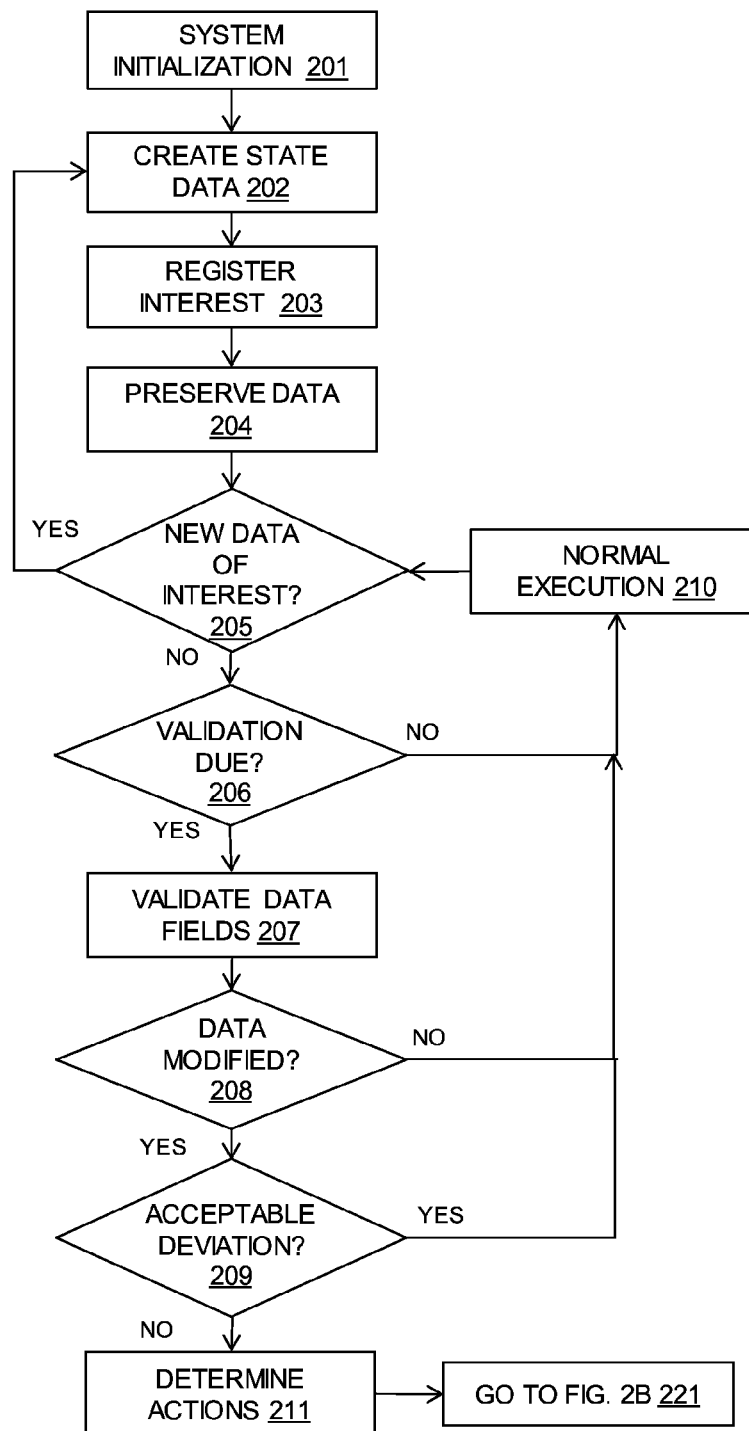 SYSTEM
INITIALIZATION 201
CREATE STATE
DATA 202
REGISTER
INTEREST 203
PRESERVE DATA
204
YES
NEW DATA
OF
INTEREST?
205
NORMAL
EXECUTION 210
NO
VALIDATION
DUE?
206
NO
YES
VALIDATE DATA
FIELDS 207
DATA
MODIFIED?
208
NO
YES
ACCEPTABLE
DEVIATION?
209
YES
NO
DETERMINE
ACTIONS 211
GO TO FIG. 2B 221